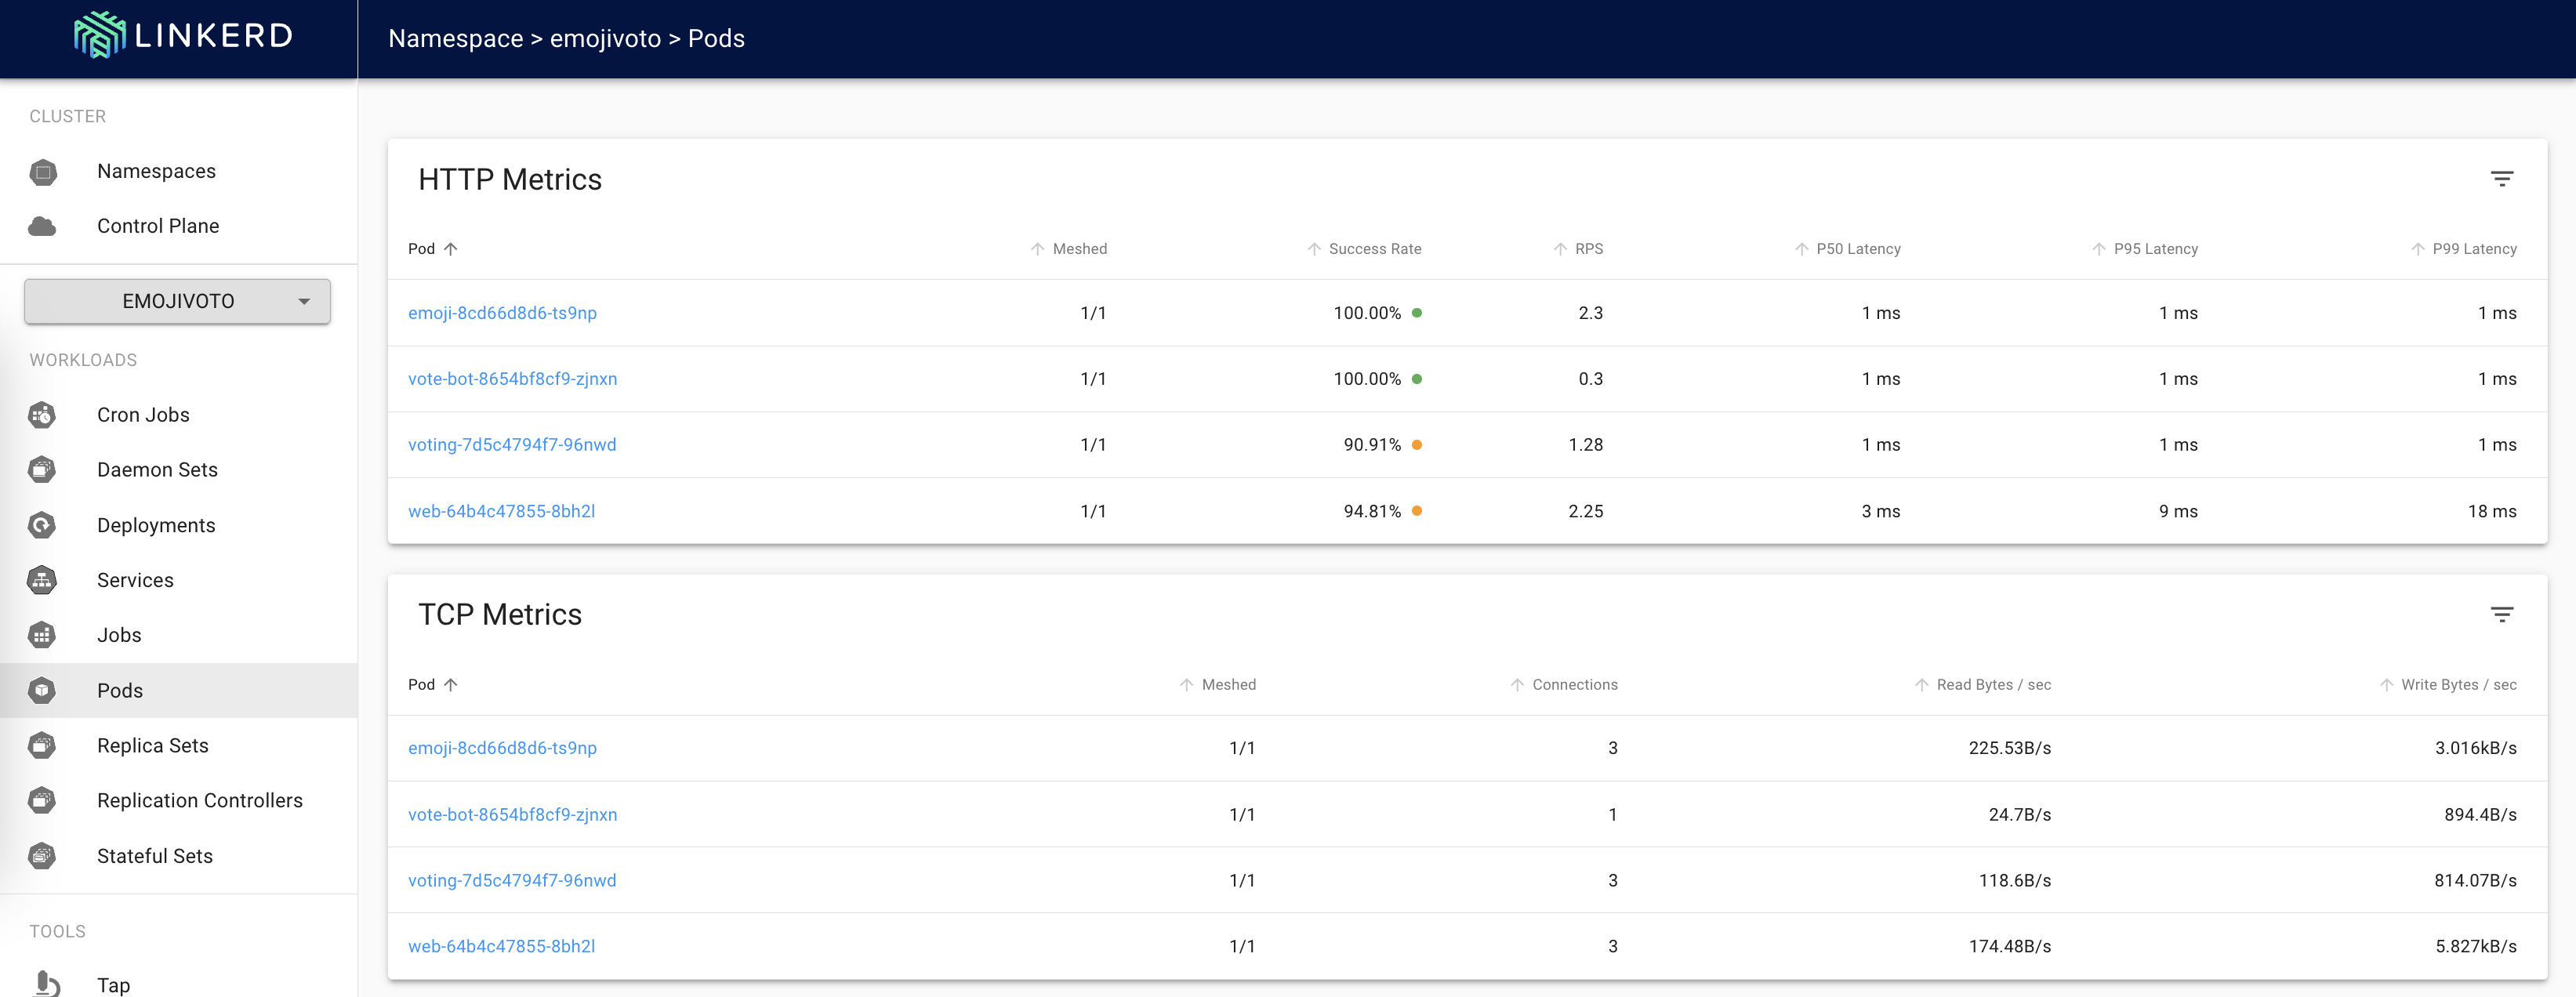 LINKERD
Namespace > emojivoto > Pods
CLUSTER
Namespaces
Control Plane
EMOJIVOTO
WORKLOADS
Cron Jobs
Daemon Sets
Deployments
Services
Jobs
Pods
Replica Sets
Replication Controllers
Stateful Sets
TOOLS
Tap
HTTP Metrics
Pod Meshed Success Rate RPS P50 Latency P95 Latency P99 Latency
emoji-8cd66d8d6-ts9np 1/1 100.00% 2.3 1 ms 1 ms 1 ms
vote-bot-8654bf8cf9-zjnxn 1/1 100.00% 0.3 1 ms 1 ms 1 ms
voting-7d5c4794f7-96nwd 1/1 90.91% 1.28 1 ms 1 ms 1 ms
web-64b4c47855-8bh2l 1/1 94.81% 2.25 3 ms 9 ms 18 ms
TCP Metrics
Pod Meshed Connections Read Bytes / sec Write Bytes / sec
emoji-8cd66d8d6-ts9np 1/1 3 225.53B/s 3.016kB/s
vote-bot-8654bf8cf9-zjnxn 1/1 1 24.7B/s 894.4B/s
voting-7d5c4794f7-96nwd 1/1 3 118.6B/s 814.07B/s
web-64b4c47855-8bh2l 1/1 3 174.48B/s 5.827kB/s